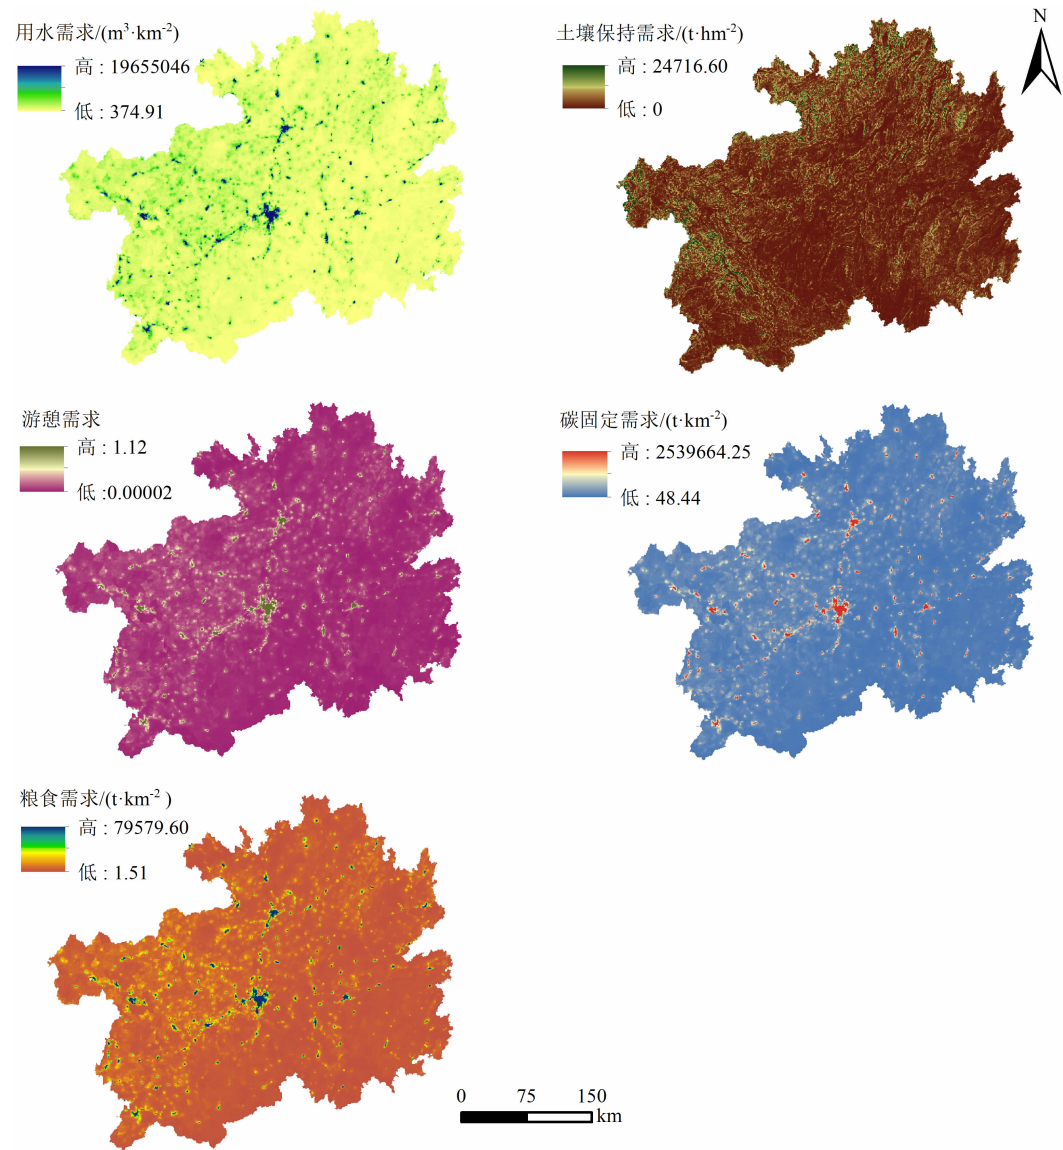 用水需求/(m³·km⁻²)
高 : 19655046
低 : 374.91
土壤保持需求/(t·hm⁻²)
高 : 24716.60
低 : 0
N
游憩需求
高 : 1.12
低 :0.00002
碳固定需求/(t·km⁻²)
高 : 2539664.25
低 : 48.44
粮食需求/(t·km⁻² )
高 : 79579.60
低 : 1.51
0 75 150
km